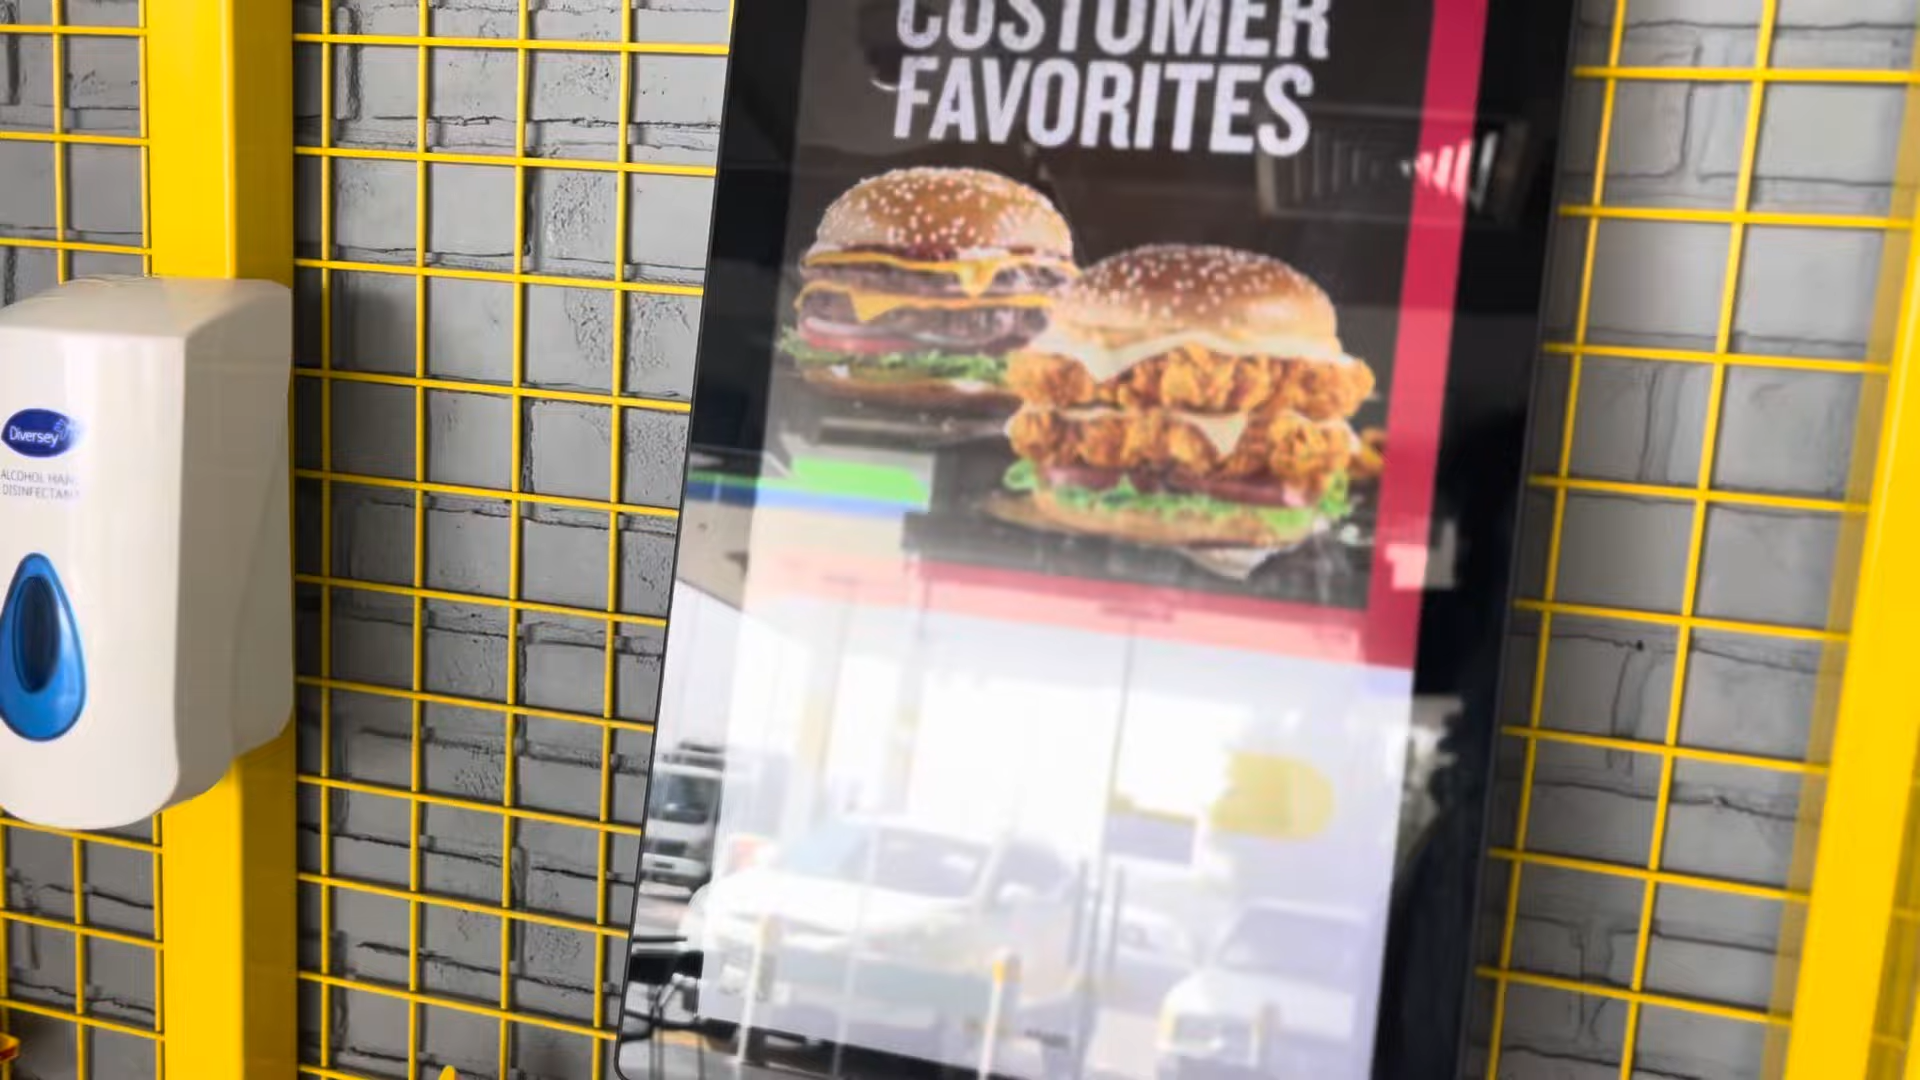 CUSTOMER
FAVORITES
Diversey
ALCOHOL HAND
DISINFECTANT